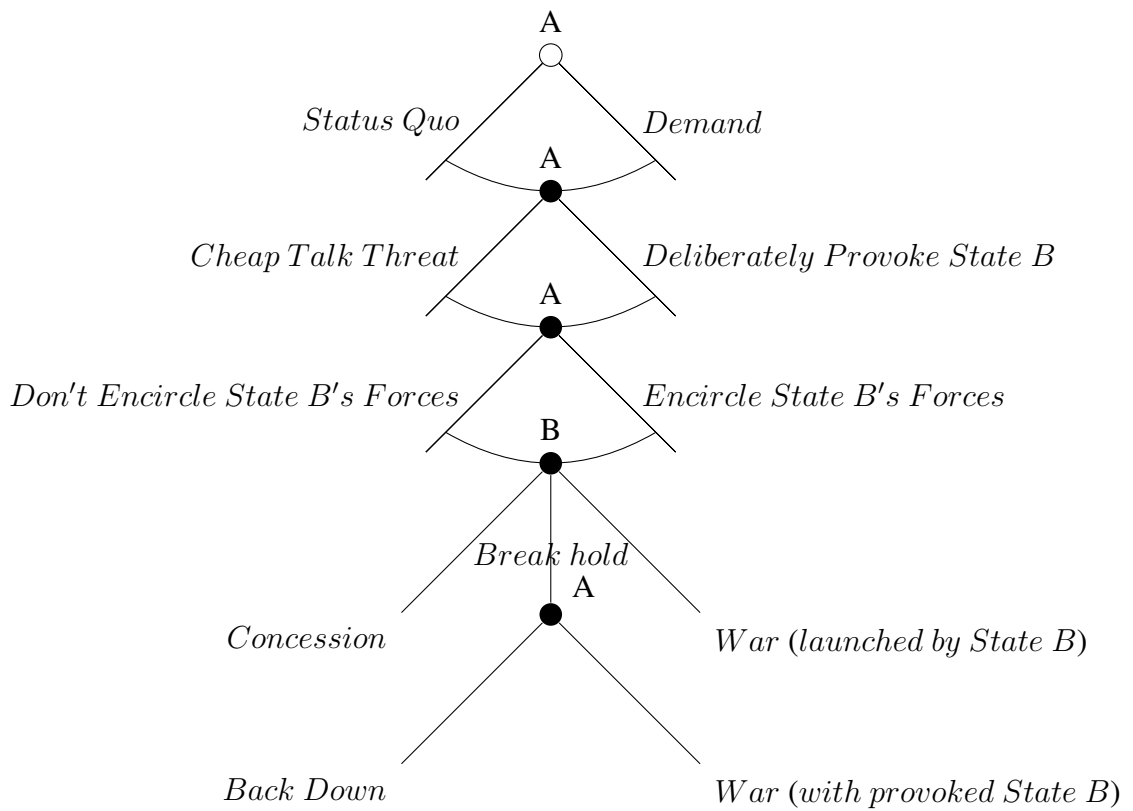 A
Status Quo
Demand
A
Cheap Talk Threat
Deliberately Provoke State B
A
Don't Encircle State B's Forces
Encircle State B's Forces
B
Break hold
A
Concession
War (launched by State B)
Back Down
War (with provoked State B)